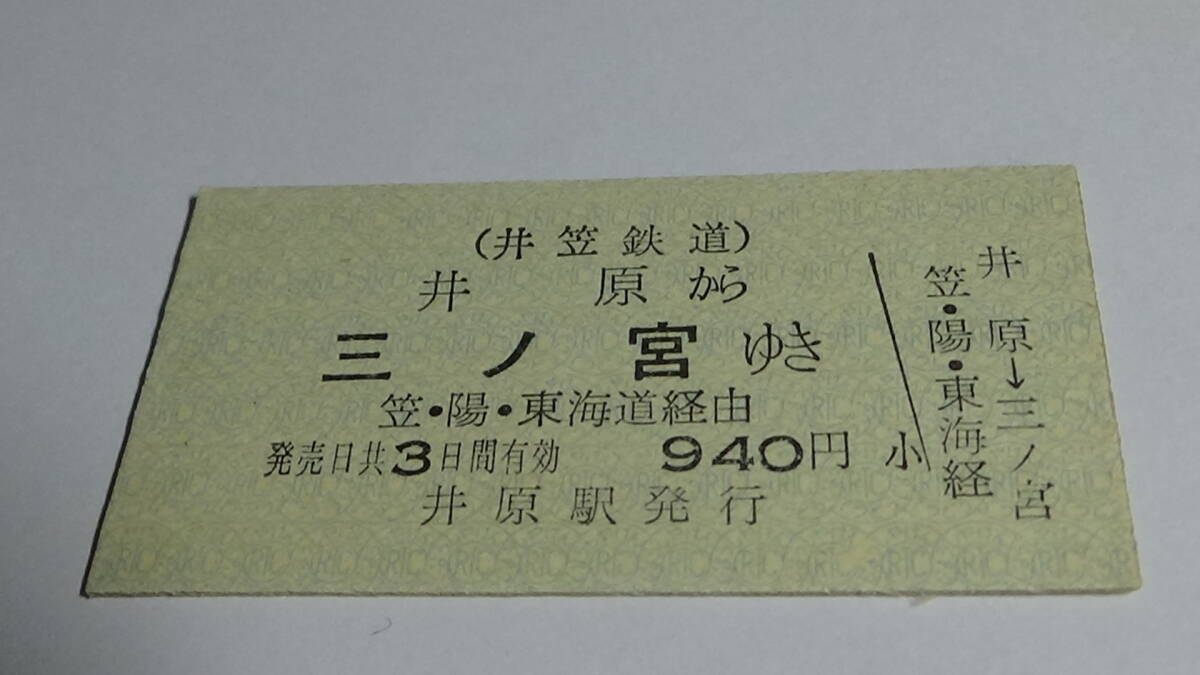 (井笠鉄道)
井原から
三ノ宮ゆき
笠・陽・東海道経由
発売日共3日間有効 940円
井原駅発行
小
井原→三ノ宮
笠・陽・東海経